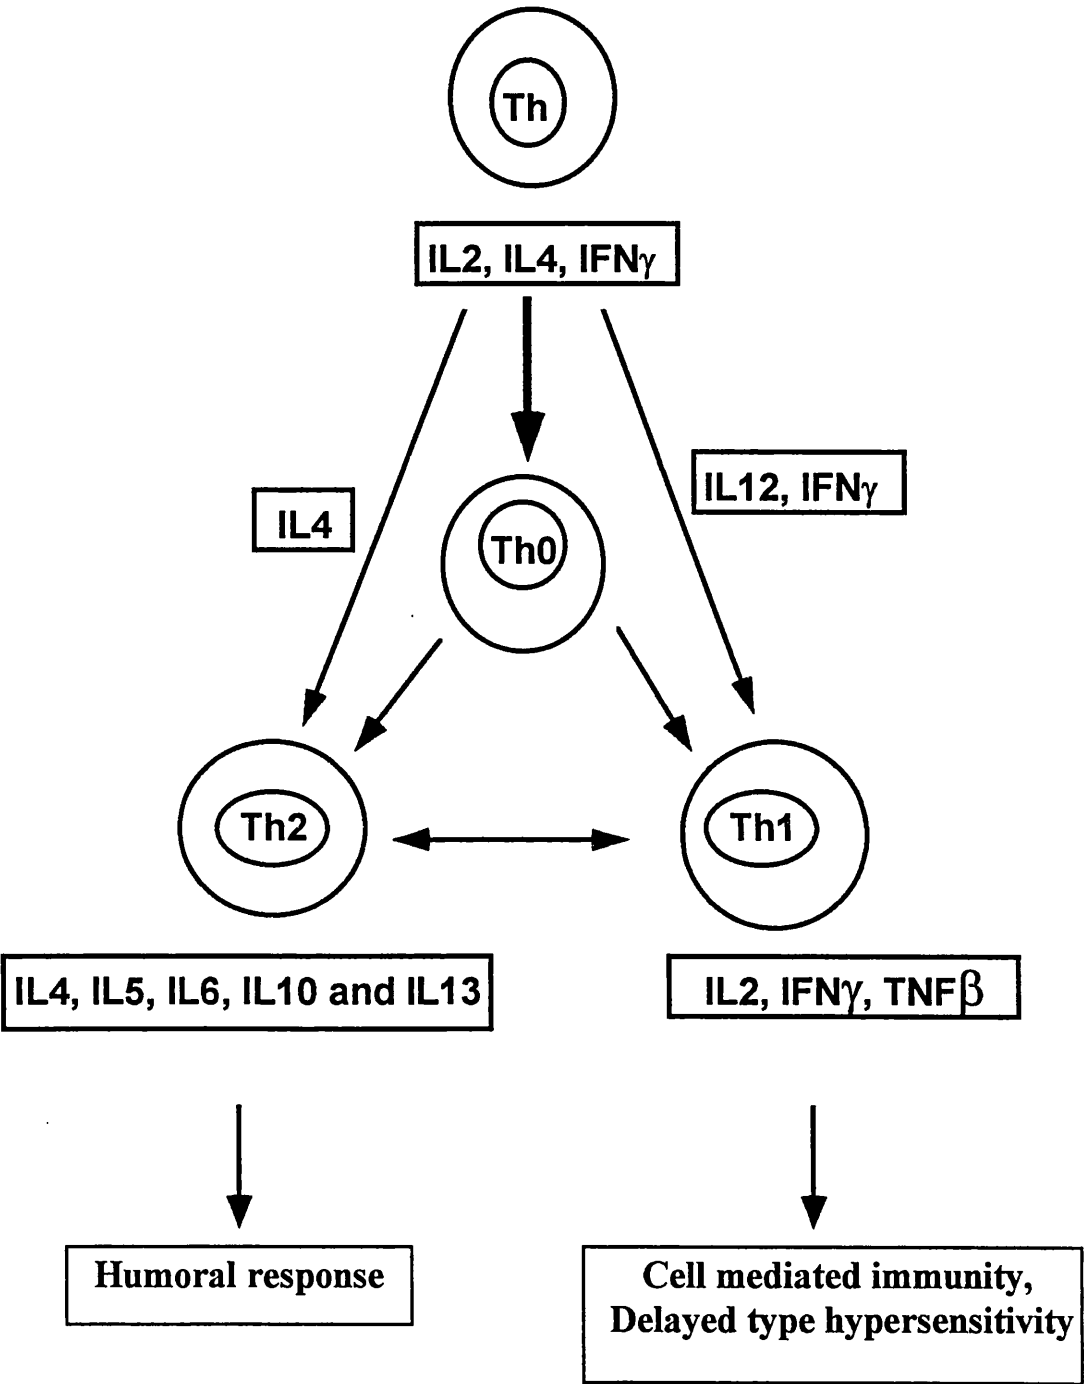 Th
IL2, IL4, IFNγ
IL4
IL12, IFNγ
Th0
Th2
Th1
IL4, IL5, IL6, IL10 and IL13
IL2, IFNγ, TNFβ
Humoral response
Cell mediated immunity,
Delayed type hypersensitivity